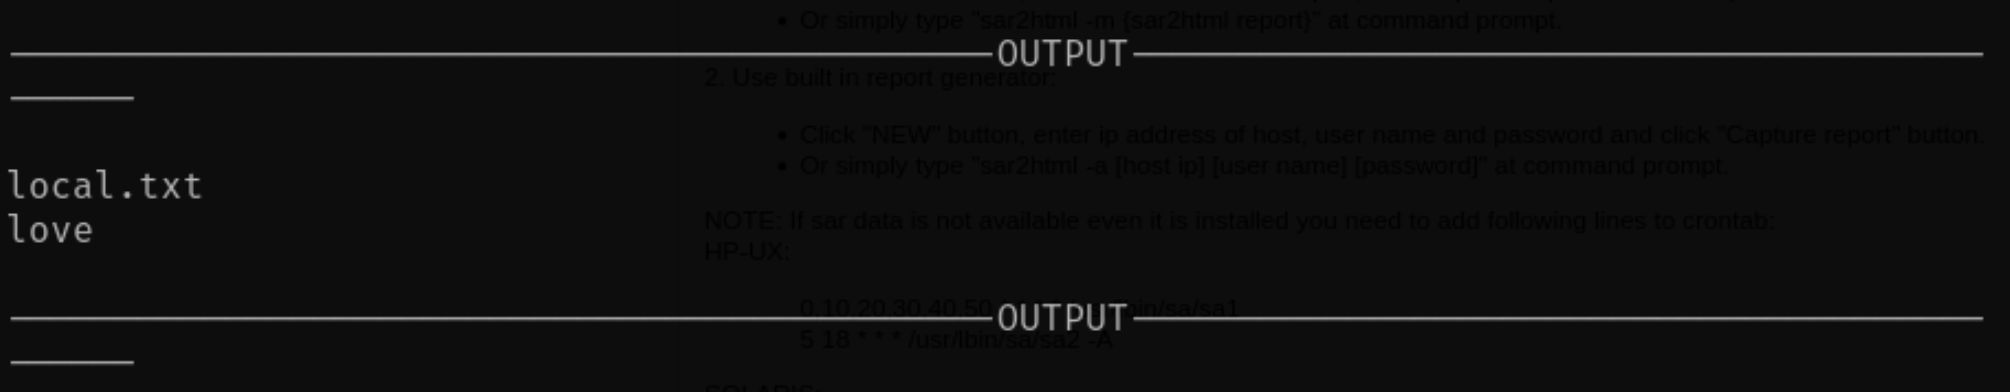 • Or simply type "sar2html -m {sar2html report}" at command prompt.
OUTPUT
2. Use built in report generator:
• Click "NEW" button, enter ip address of host, user name and password and click "Capture report" button.
• Or simply type "sar2html -a [host ip] [user name] [password]" at command prompt.
local.txt
love
NOTE: If sar data is not available even it is installed you need to add following lines to crontab:
HP-UX:
0,10,20,30,40,50
OUTPUT
5 18 * * * /usr/lbin/sa/sa2 -A
SOLARIS: